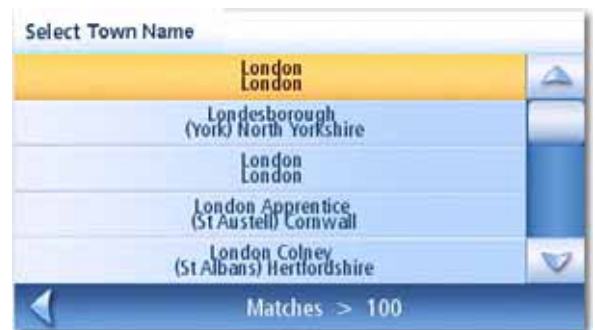 Select Town Name
London
London
Londesborough
(York) North Yorkshire
London
London
London Apprentice
(St Austell) Cornwall
London Colney
(St Albans) Hertfordshire
Matches > 100